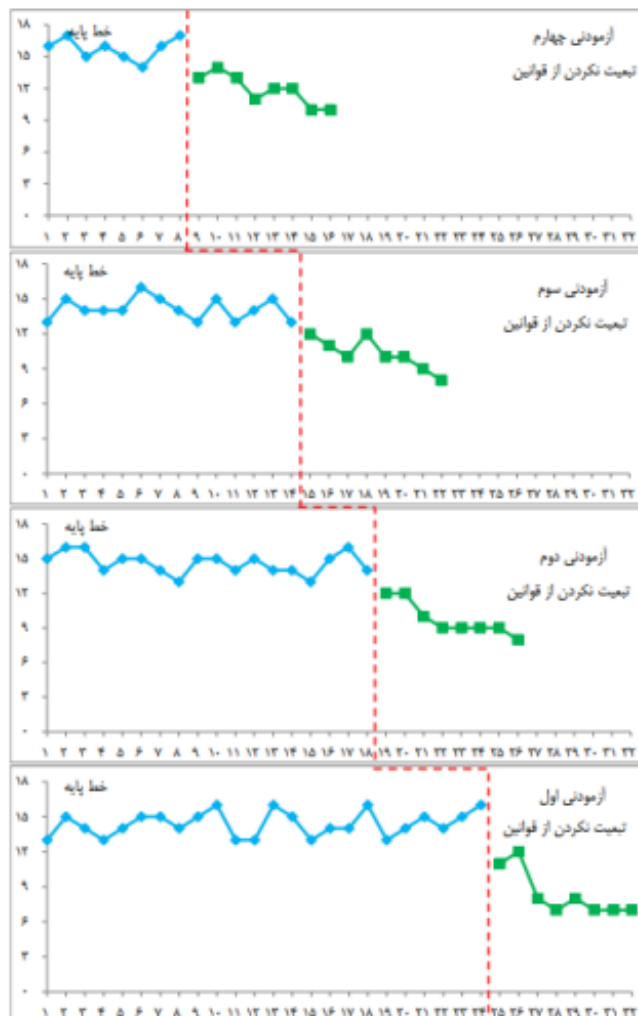 آزمودنی چهارم
تبعیت نکردن از قوانین
خط پایه
۱۸
۱۵
۱۲
۹
۶
۳
۰
۱ ۲ ۳ ۴ ۵ ۶ ۷ ۸ ۹ ۱۰ ۱۱ ۱۲ ۱۳ ۱۴ ۱۵ ۱۶ ۱۷ ۱۸ ۱۹ ۲۰ ۲۱ ۲۲ ۲۳ ۲۴ ۲۵ ۲۶ ۲۷ ۲۸ ۲۹ ۳۰ ۳۱ ۳۲
آزمودنی سوم
تبعیت نکردن از قوانین
خط پایه
۱۸
۱۵
۱۲
۹
۶
۳
۰
۱ ۲ ۳ ۴ ۵ ۶ ۷ ۸ ۹ ۱۰ ۱۱ ۱۲ ۱۳ ۱۴ ۱۵ ۱۶ ۱۷ ۱۸ ۱۹ ۲۰ ۲۱ ۲۲ ۲۳ ۲۴ ۲۵ ۲۶ ۲۷ ۲۸ ۲۹ ۳۰ ۳۱ ۳۲
آزمودنی دوم
تبعیت نکردن از قوانین
خط پایه
۱۸
۱۵
۱۲
۹
۶
۳
۰
۱ ۲ ۳ ۴ ۵ ۶ ۷ ۸ ۹ ۱۰ ۱۱ ۱۲ ۱۳ ۱۴ ۱۵ ۱۶ ۱۷ ۱۸ ۱۹ ۲۰ ۲۱ ۲۲ ۲۳ ۲۴ ۲۵ ۲۶ ۲۷ ۲۸ ۲۹ ۳۰ ۳۱ ۳۲
آزمودنی اول
تبعیت نکردن از قوانین
خط پایه
۱۸
۱۵
۱۲
۹
۶
۳
۰
۱ ۲ ۳ ۴ ۵ ۶ ۷ ۸ ۹ ۱۰ ۱۱ ۱۲ ۱۳ ۱۴ ۱۵ ۱۶ ۱۷ ۱۸ ۱۹ ۲۰ ۲۱ ۲۲ ۲۳ ۲۴ ۲۵ ۲۶ ۲۷ ۲۸ ۲۹ ۳۰ ۳۱ ۳۲